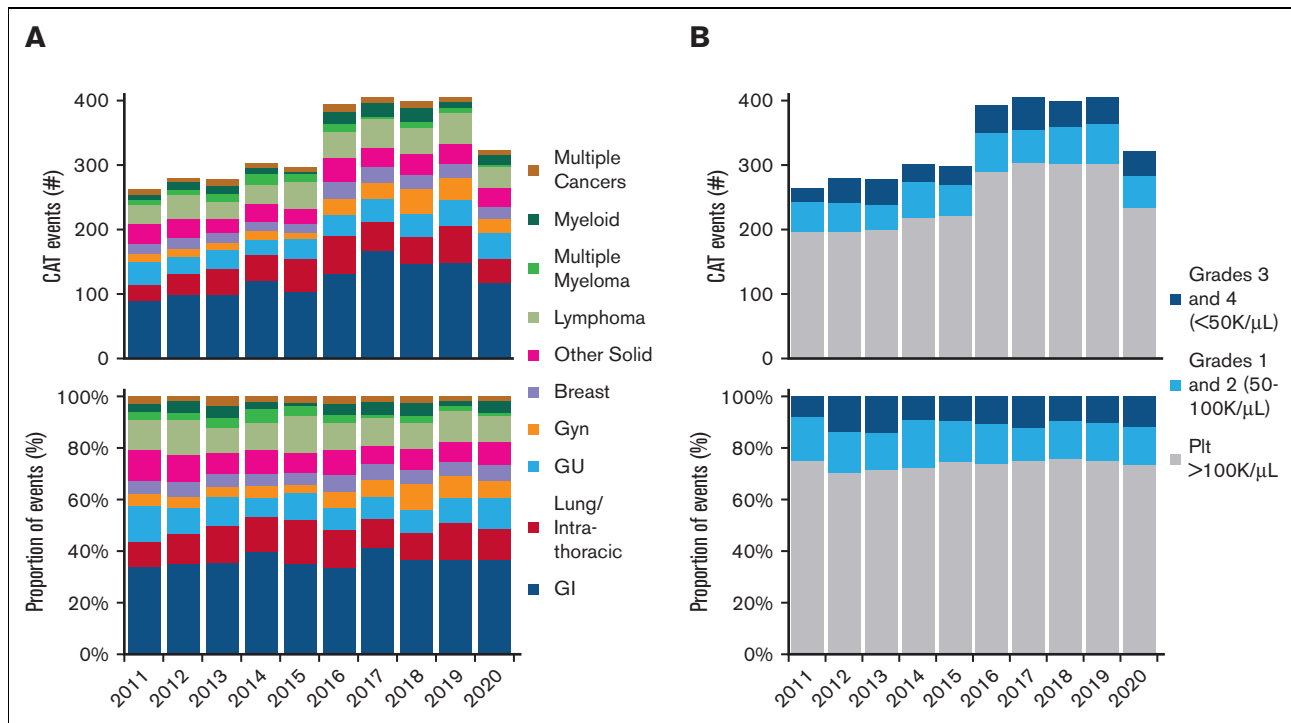 A
CAT events (#)
400
300
200
100
0
Multiple
Cancers
Myeloid
Multiple
Myeloma
Lymphoma
Other Solid
Breast
Gyn
GU
Lung/
Intra-
thoracic
GI
Proportion of events (%)
100%
80%
60%
40%
20%
0%
2011
2012
2013
2014
2015
2016
2017
2018
2019
2020
B
CAT events (#)
400
300
200
100
0
Grades 3
and 4
(<50K/μL)
Grades 1
and 2 (50-
100K/μL)
Plt
>100K/μL
Proportion of events (%)
100%
80%
60%
40%
20%
0%
2011
2012
2013
2014
2015
2016
2017
2018
2019
2020